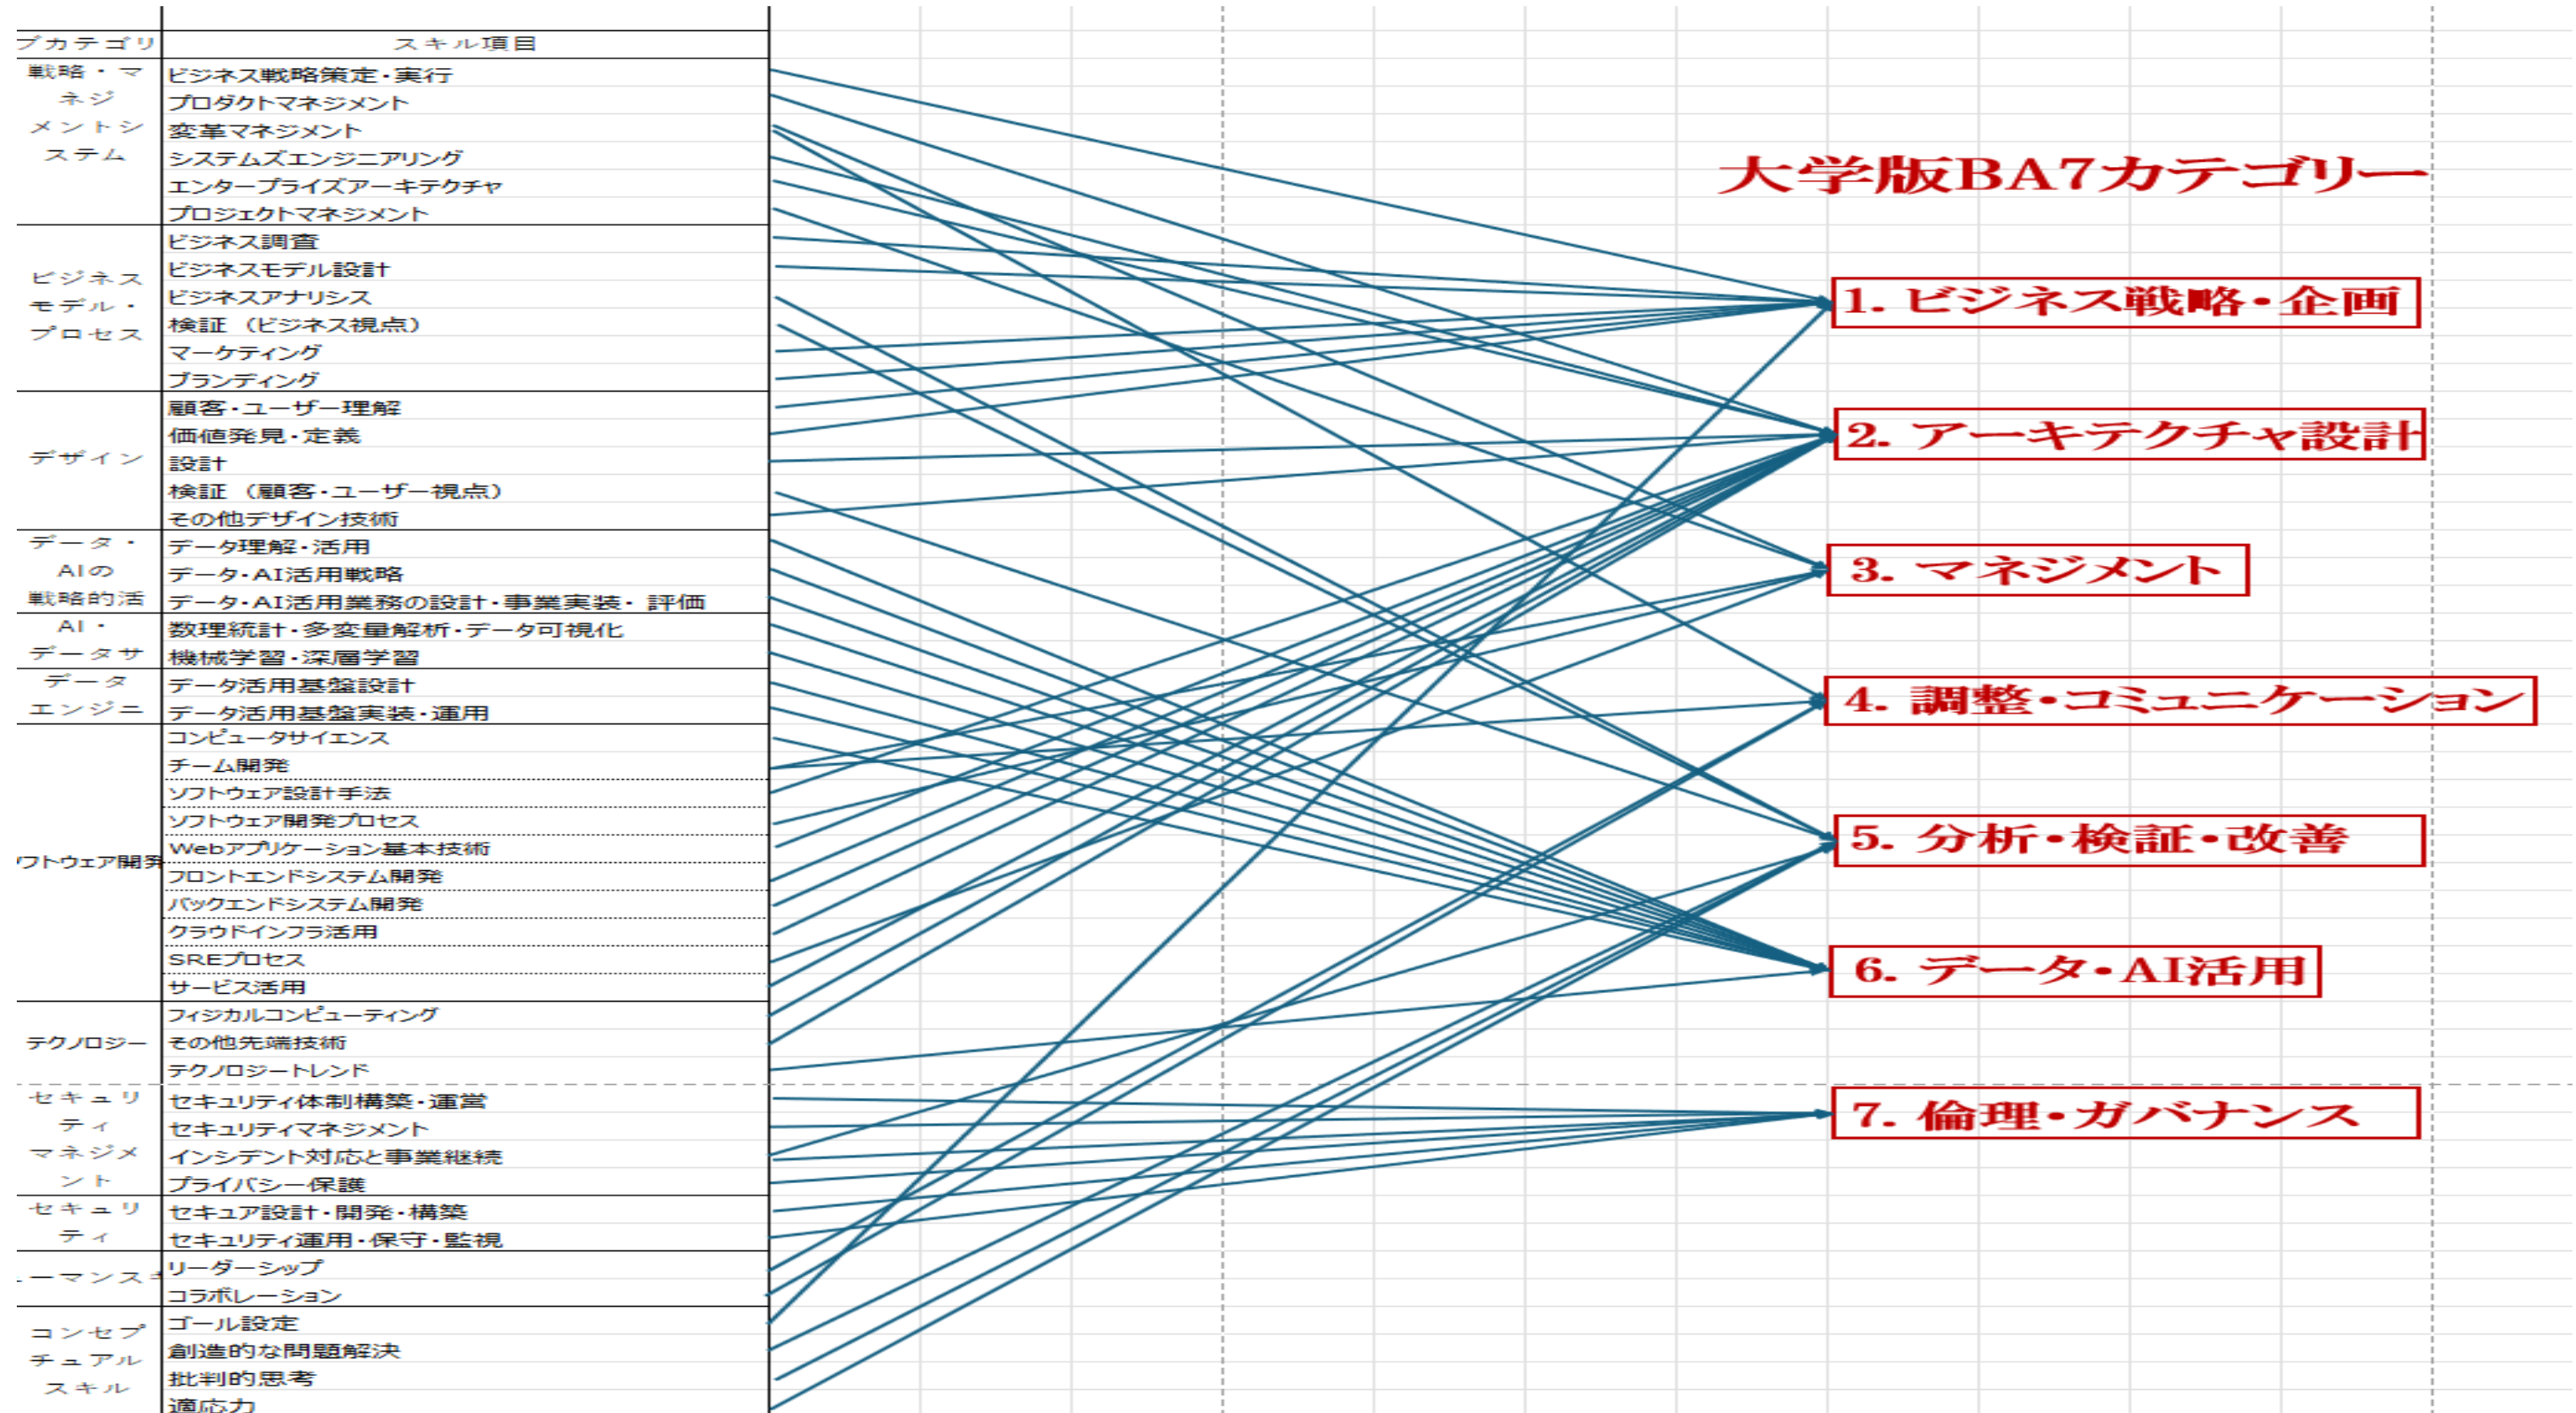 ブカテゴリ
スキル項目
戦略・マ
ネジ
メントシ
ステム
ビジネス戦略策定・実行
プロダクトマネジメント
変革マネジメント
システムズエンジニアリング
エンタープライズアーキテクチャ
プロジェクトマネジメント
ビジネス
モデル・
プロセス
ビジネス調査
ビジネスモデル設計
ビジネスアナリシス
検証（ビジネス視点）
マーケティング
ブランディング
デザイン
顧客・ユーザー理解
価値発見・定義
設計
検証（顧客・ユーザー視点）
その他デザイン技術
データ・
AIの
戦略的活
データ理解・活用
データ・AI活用戦略
データ・AI活用業務の設計・事業実装・評価
AI・
データサ
数理統計・多変量解析・データ可視化
機械学習・深層学習
データ
エンジニ
データ活用基盤設計
データ活用基盤実装・運用
フトウェア開発
コンピュータサイエンス
チーム開発
ソフトウェア設計手法
ソフトウェア開発プロセス
Webアプリケーション基本技術
フロントエンドシステム開発
バックエンドシステム開発
クラウドインフラ活用
SREプロセス
サービス活用
テクノロジー
フィジカルコンピューティング
その他先端技術
テクノロジートレンド
セキュリ
ティ
マネジメ
ント
セキュリティ体制構築・運営
セキュリティマネジメント
インシデント対応と事業継続
プライバシー保護
セキュリ
ティ
セキュア設計・開発・構築
セキュリティ運用・保守・監視
ーマンスキ
リーダーシップ
コラボレーション
コンセプ
チュアル
スキル
ゴール設定
創造的な問題解決
批判的思考
適応力
大学版BA7カテゴリー
1. ビジネス戦略・企画
2. アーキテクチャ設計
3. マネジメント
4. 調整・コミュニケーション
5. 分析・検証・改善
6. データ・AI活用
7. 倫理・ガバナンス